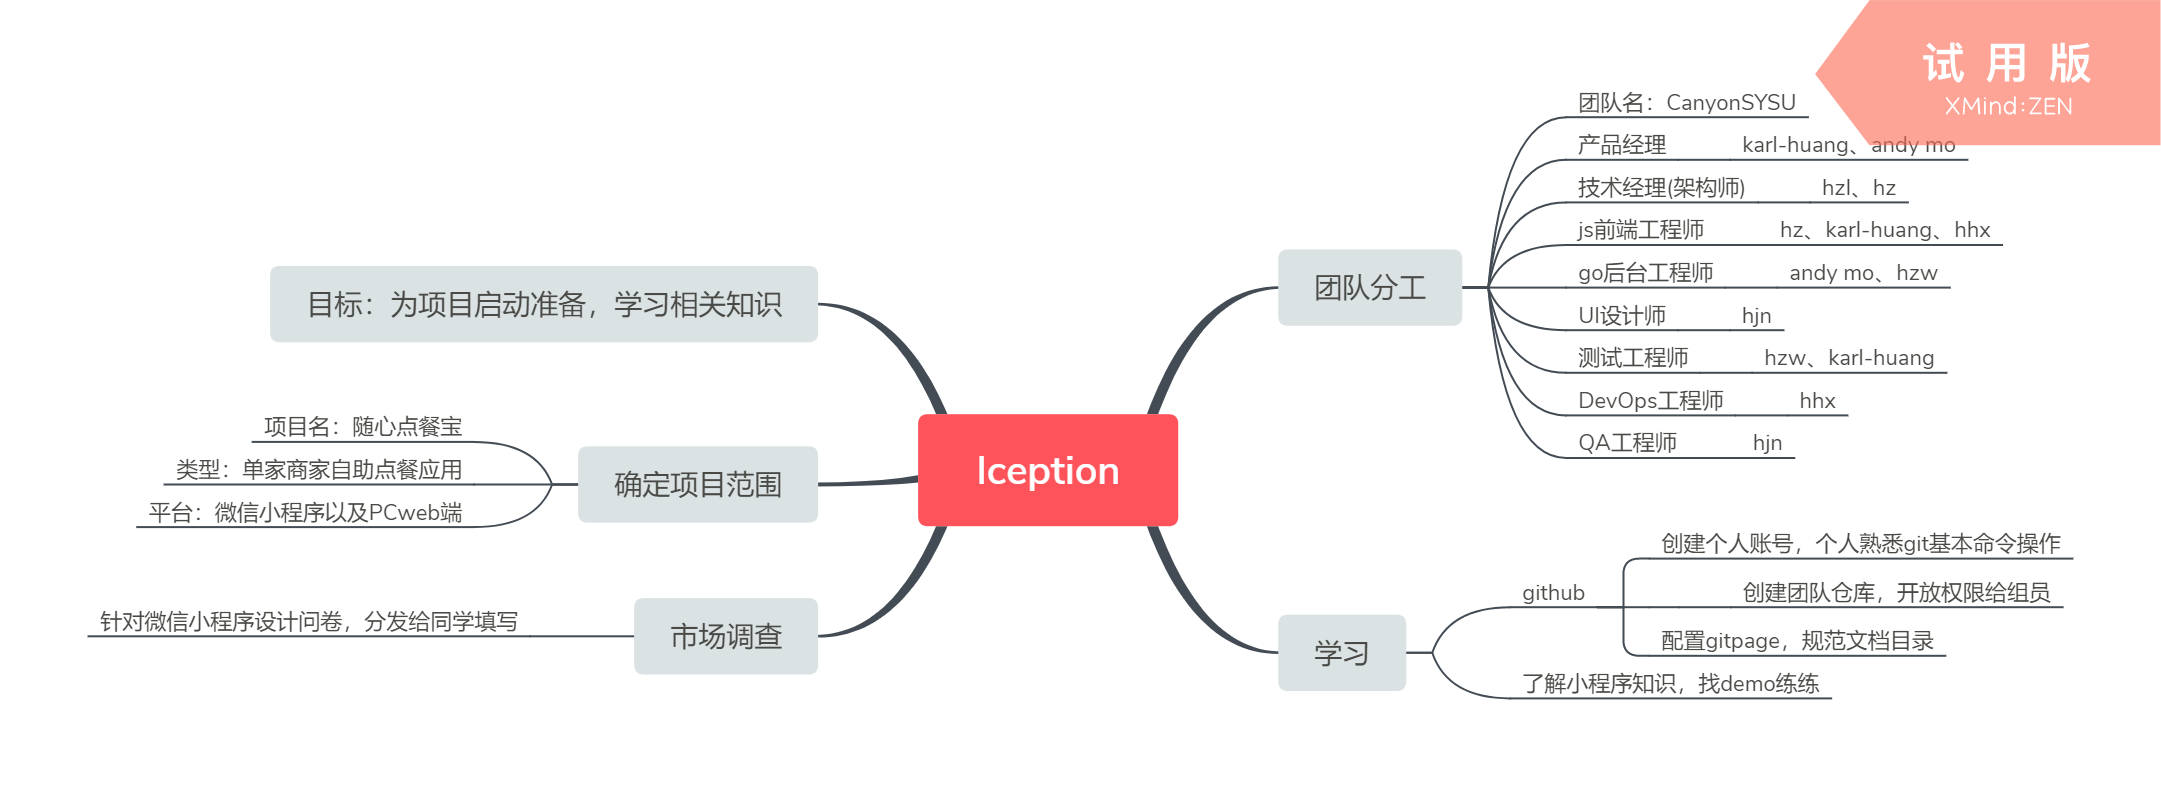 试 用 版
XMind:ZEN
Iception
团队分工
团队名：CanyonSYSU
产品经理 karl-huang、andy mo
技术经理(架构师) hzl、hz
js前端工程师 hz、karl-huang、hhx
go后台工程师 andy mo、hzw
UI设计师 hjn
测试工程师 hzw、karl-huang
DevOps工程师 hhx
QA工程师 hjn
学习
github
创建个人账号，个人熟悉git基本命令操作
创建团队仓库，开放权限给组员
配置gitpage，规范文档目录
了解小程序知识，找demo练练
目标：为项目启动准备，学习相关知识
确定项目范围
项目名：随心点餐宝
类型：单家商家自助点餐应用
平台：微信小程序以及PCweb端
市场调查
针对微信小程序设计问卷，分发给同学填写